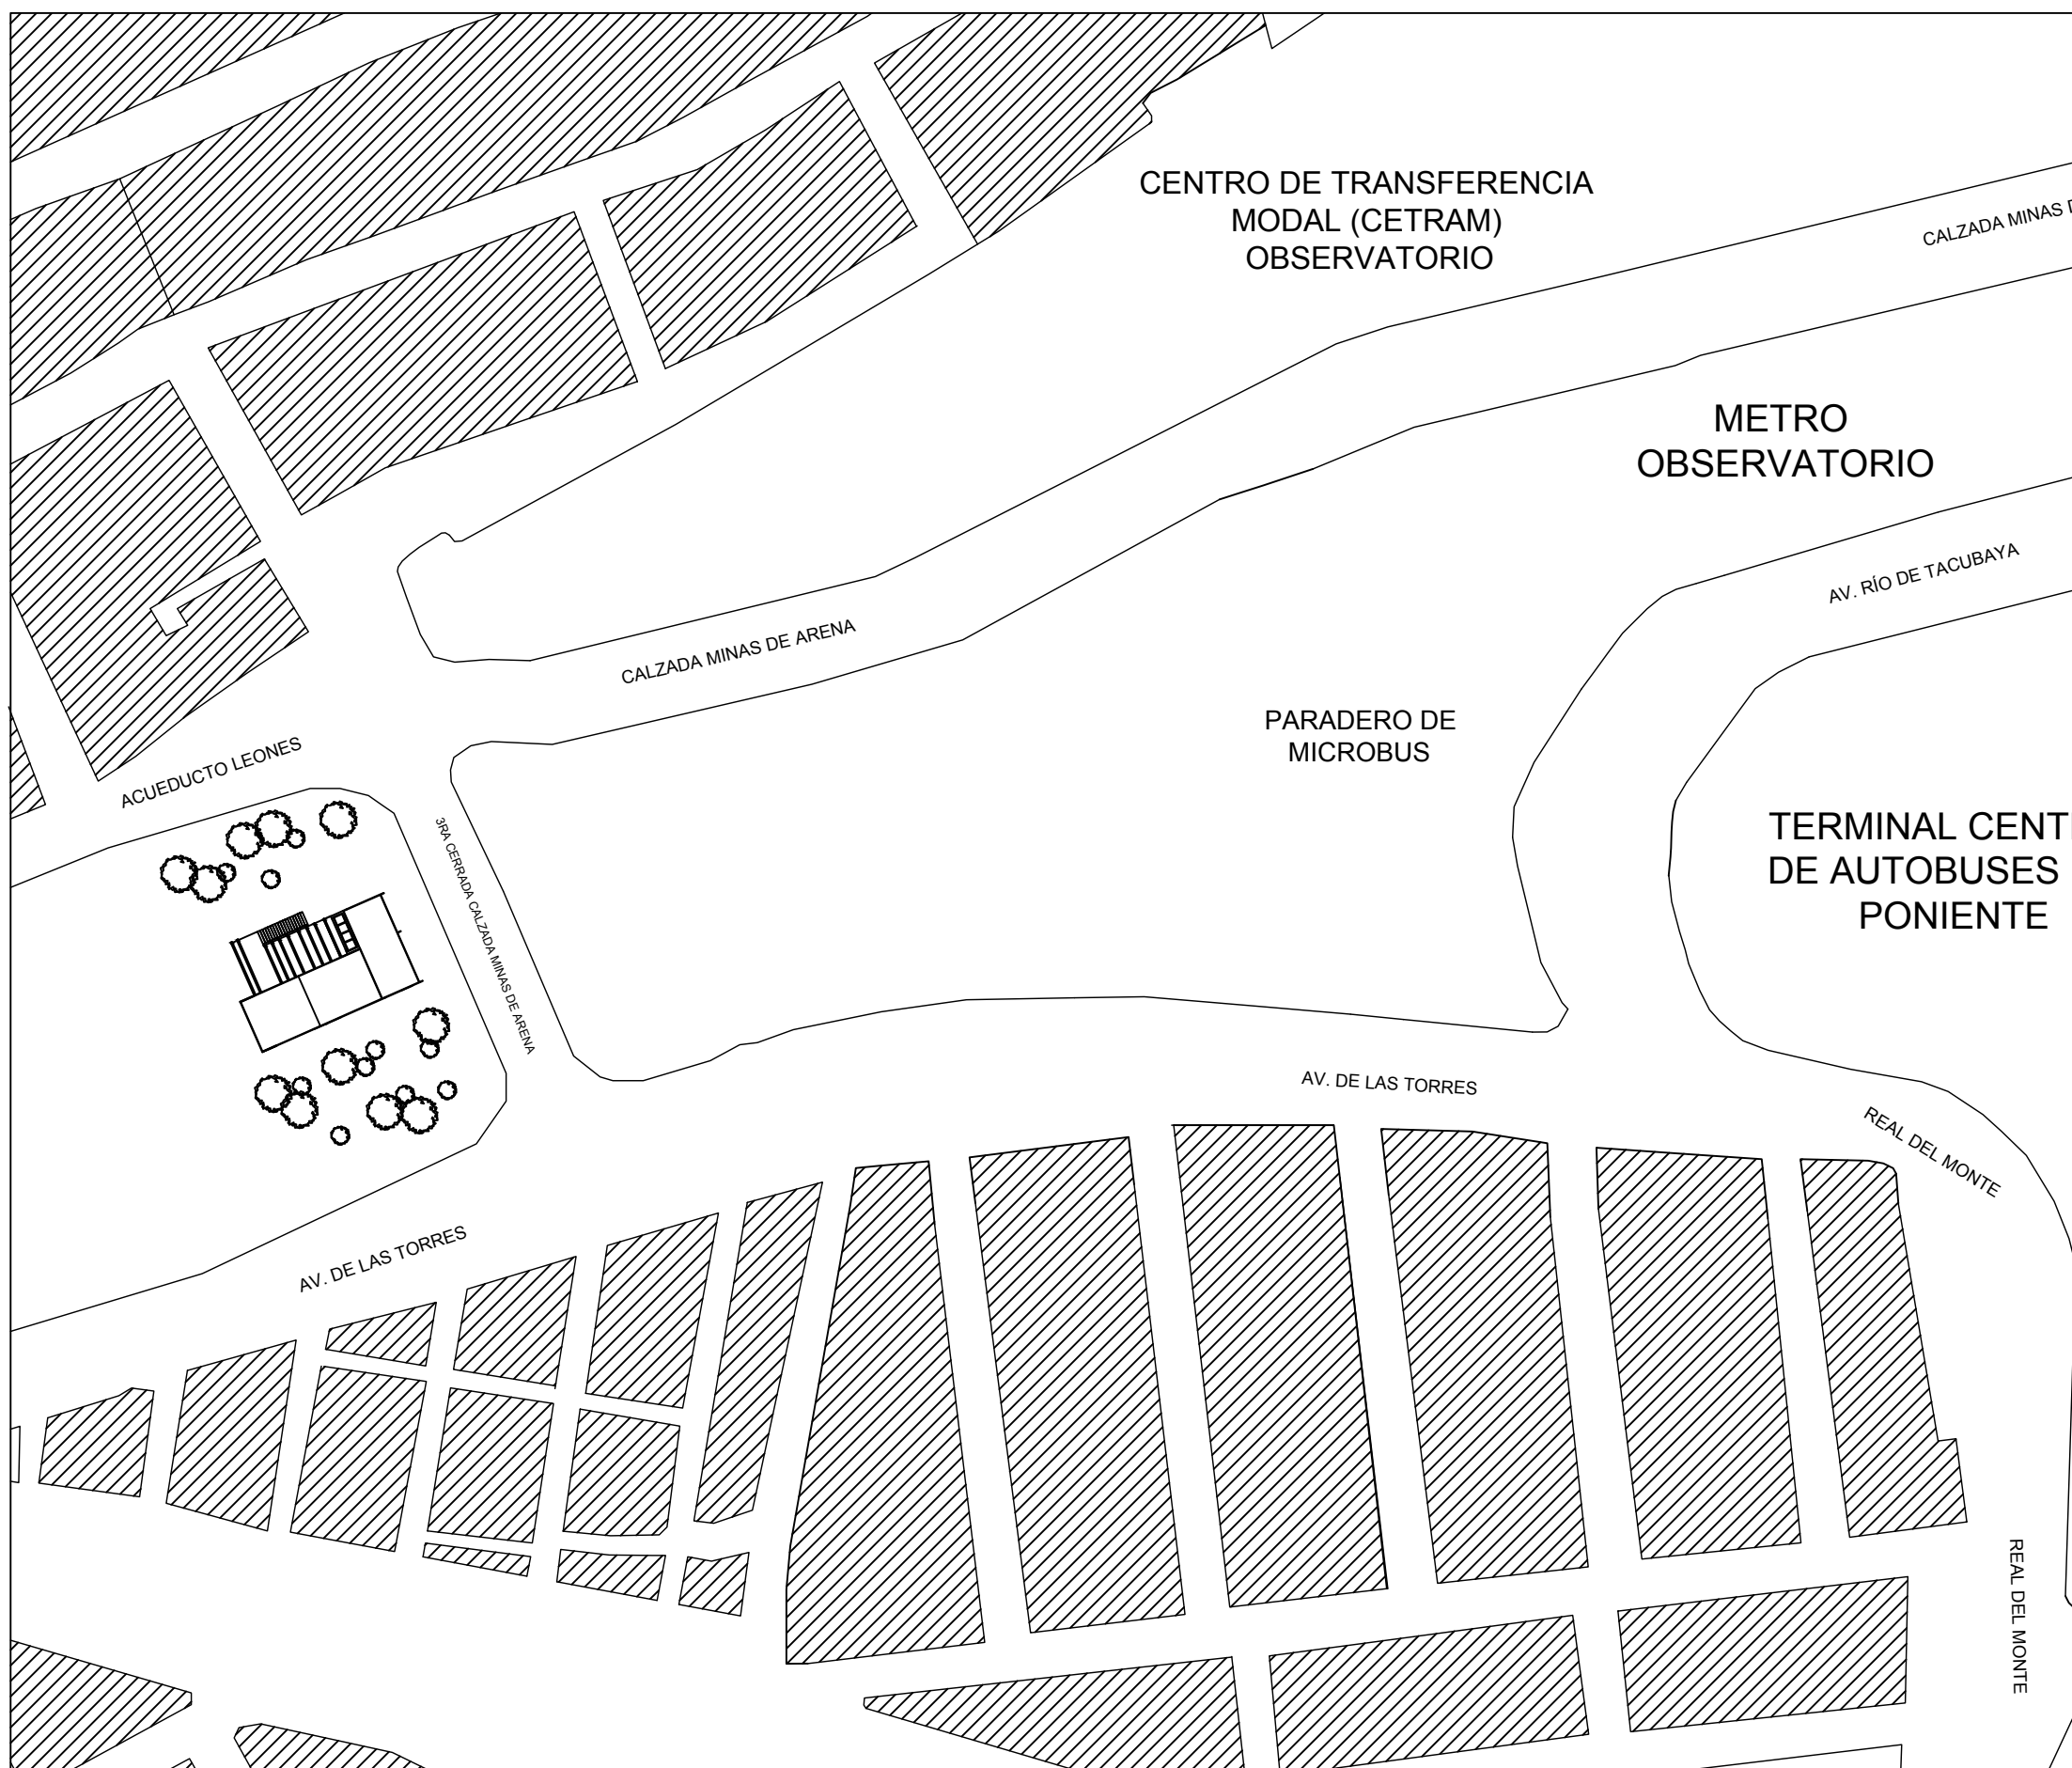 CENTRO DE TRANSFERENCIA
MODAL (CETRAM)
OBSERVATORIO
CALZADA MINAS
METRO
OBSERVATORIO
AV. RÍO DE TACUBAYA
CALZADA MINAS DE ARENA
PARADERO DE
MICROBUS
ACUEDUCTO LEONES
3RA CERRADA CALZADA MINAS DE ARENA
TERMINAL CENT
DE AUTOBUSES
PONIENTE
AV. DE LAS TORRES
REAL DEL MONTE
AV. DE LAS TORRES
REAL DEL MONTE